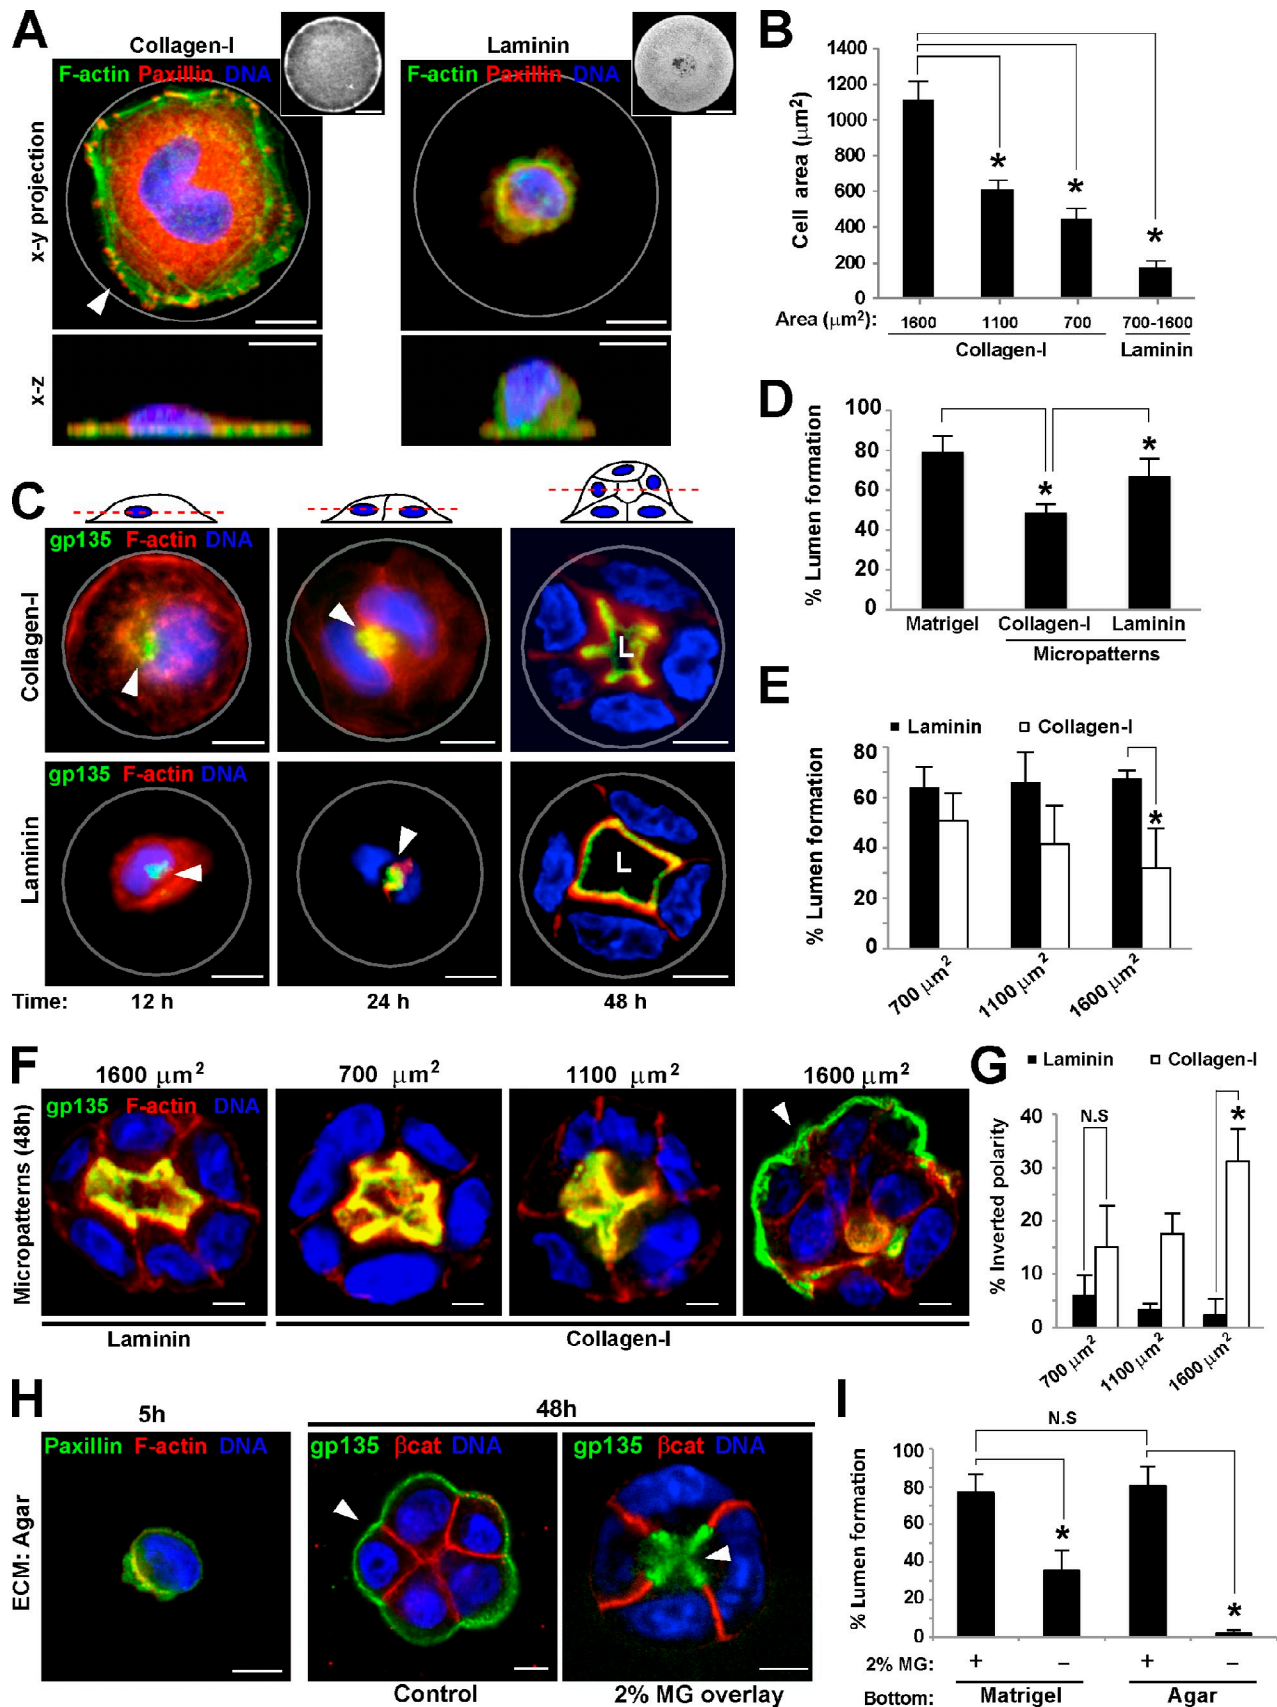 A
Collagen-I
F-actin Paxillin DNA
Laminin
F-actin Paxillin DNA
x-y projection
x-z
B
Cell area (μm²)
1400
1200
1000
800
600
400
200
0
* * *
Area (μm²): 1600 1100 700 700-1600
Collagen-I Laminin
C
gp135 F-actin DNA
Collagen-I
L
gp135 F-actin DNA
Laminin
L
Time: 12 h 24 h 48 h
D
% Lumen formation
100
80
60
40
20
0
* *
Matrigel Collagen-I Laminin
Micropatterns
E
Laminin Collagen-I
% Lumen formation
80
60
40
20
0
*
700 μm² 1100 μm² 1600 μm²
F
1600 μm² 700 μm² 1100 μm² 1600 μm²
gp135 F-actin DNA
Micropatterns (48h)
Laminin Collagen-I
G
Laminin Collagen-I
% Inverted polarity
40
30
20
10
0
N.S *
700 μm² 1100 μm² 1600 μm²
H
5h 48h
Paxillin F-actin DNA
gp135 βcat DNA
gp135 βcat DNA
ECM: Agar
Control 2% MG overlay
I
N.S
% Lumen formation
100
80
60
40
20
0
* *
2% MG: + − + −
Bottom: Matrigel Agar